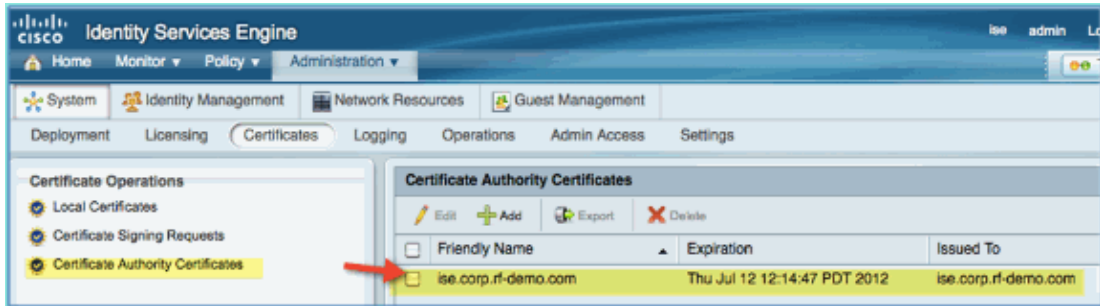 cisco Identity Services Engine
ise admin
Home Monitor Policy Administration
System Identity Management Network Resources Guest Management
Deployment Licensing Certificates Logging Operations Admin Access Settings
Certificate Operations
Local Certificates
Certificate Signing Requests
Certificate Authority Certificates
Certificate Authority Certificates
Edit Add Export Delete
Friendly Name Expiration Issued To
ise.corp.rf-demo.com Thu Jul 12 12:14:47 PDT 2012 ise.corp.rf-demo.com